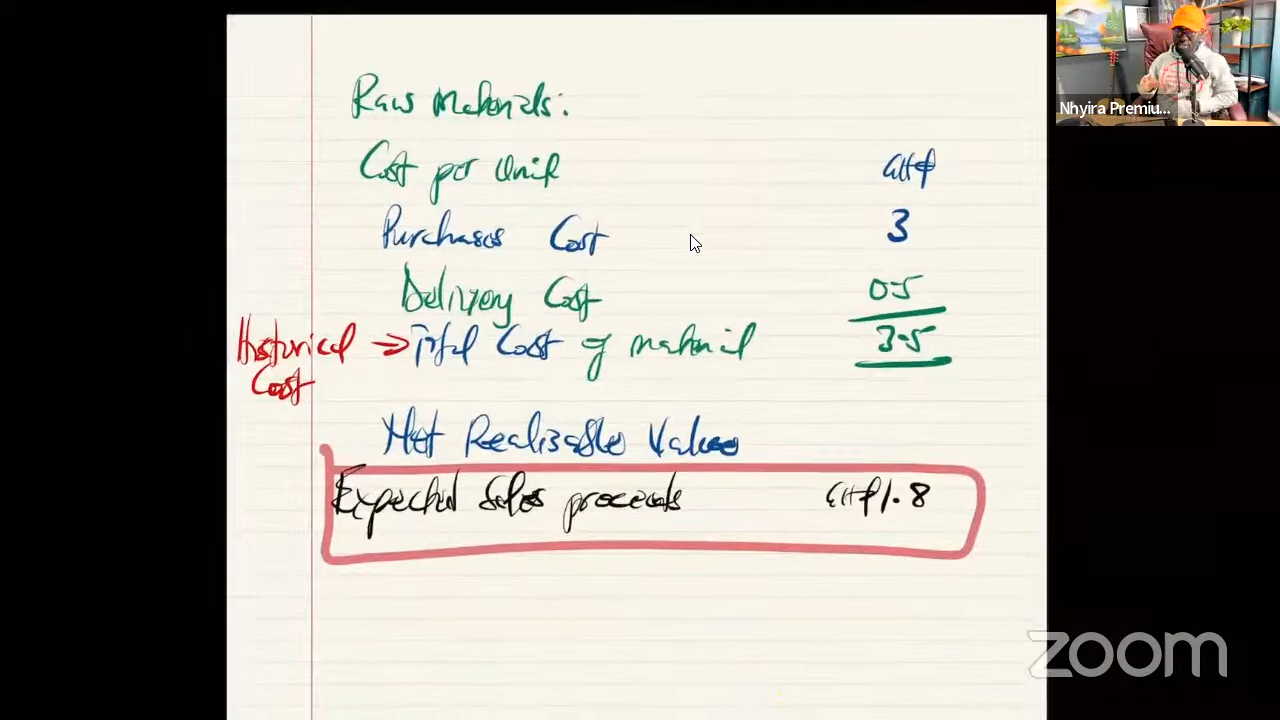 Nhyira Premiu...
Raw Materials:
Cost per Unit
GH₵
Purchases Cost
3
Delivery Cost
0.5
Historical Cost → Total Cost of material
3.5
Net Realisable Value
Expected Sales proceeds
GH₵1.8
zoom